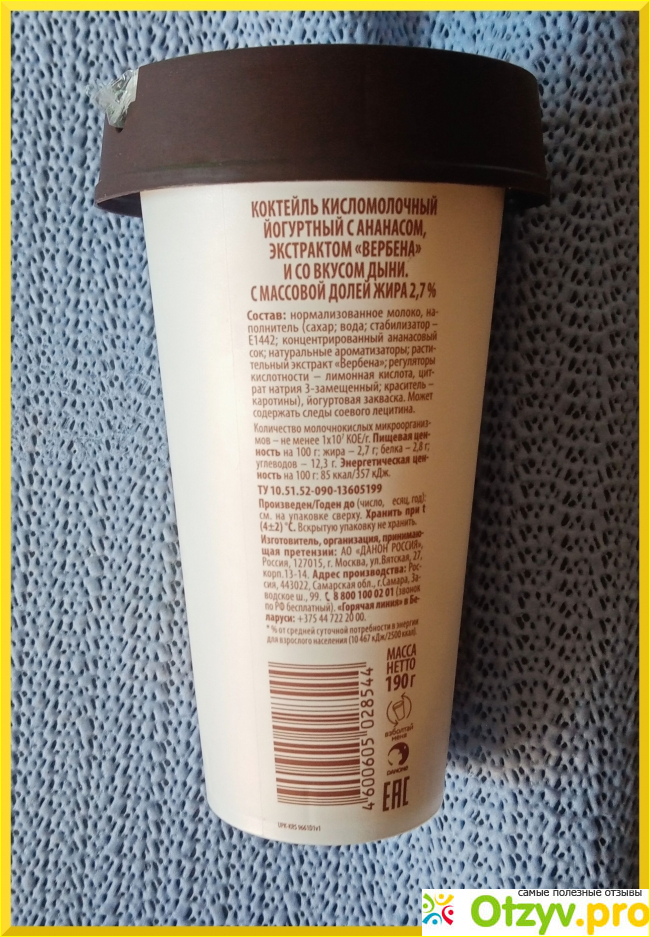 КОКТЕЙЛЬ КИСЛОМОЛОЧНЫЙ
ЙОГУРТНЫЙ С АНАНАСОМ,
ЭКСТРАКТОМ «ВЕРБЕНА»
И СО ВКУСОМ ДЫНИ.
С МАССОВОЙ ДОЛЕЙ ЖИРА 2,7%
Состав: нормализованное молоко, на-
полнитель (сахар; вода; стабилизатор –
Е1442; концентрированный ананасовый
сок; натуральные ароматизаторы; расти-
тельный экстракт «Вербена»; регуляторы
кислотности – лимонная кислота, цит-
рат натрия 3-замещенный; краситель –
каротины), йогуртовая закваска. Может
содержать следы соевого лецитина.
Количество молочнокислых микроорганиз-
мов – не менее 1х10⁷ КОЕ/г. Пищевая цен-
ность на 100 г: жира – 2,7 г; белка – 2,8 г;
углеводов – 12,3 г. Энергетическая цен-
ность на 100 г: 85 ккал/357 кДж.
ТУ 10.51.52-090-13605199
Произведен/Годен до (число, есяц, год):
см. на упаковке сверху. Хранить при t
(4±2) °С. Вскрытую упаковку не хранить.
Изготовитель, организация, принимаю-
щая претензии: АО «ДАНОН РОССИЯ»,
Россия, 127015, г. Москва, ул.Вятская, 27,
корп.13-14. Адрес производства: Рос-
сия, 443022, Самарская обл., г.Самара, За-
водское ш., 99. 8 800 100 02 01 (звонок
по РФ бесплатный), «Горячая линия» в Бе-
ларуси: +375 44 722 20 00.
* % от средней суточной потребности в энергии
для взрослого населения (10 467 кДж/2500 ккал).
МАССА
НЕТТО
190 г
взболтай
меня
DANONE
EAC
4 600605 028544
самые полезные отзывы
Otzyv.pro